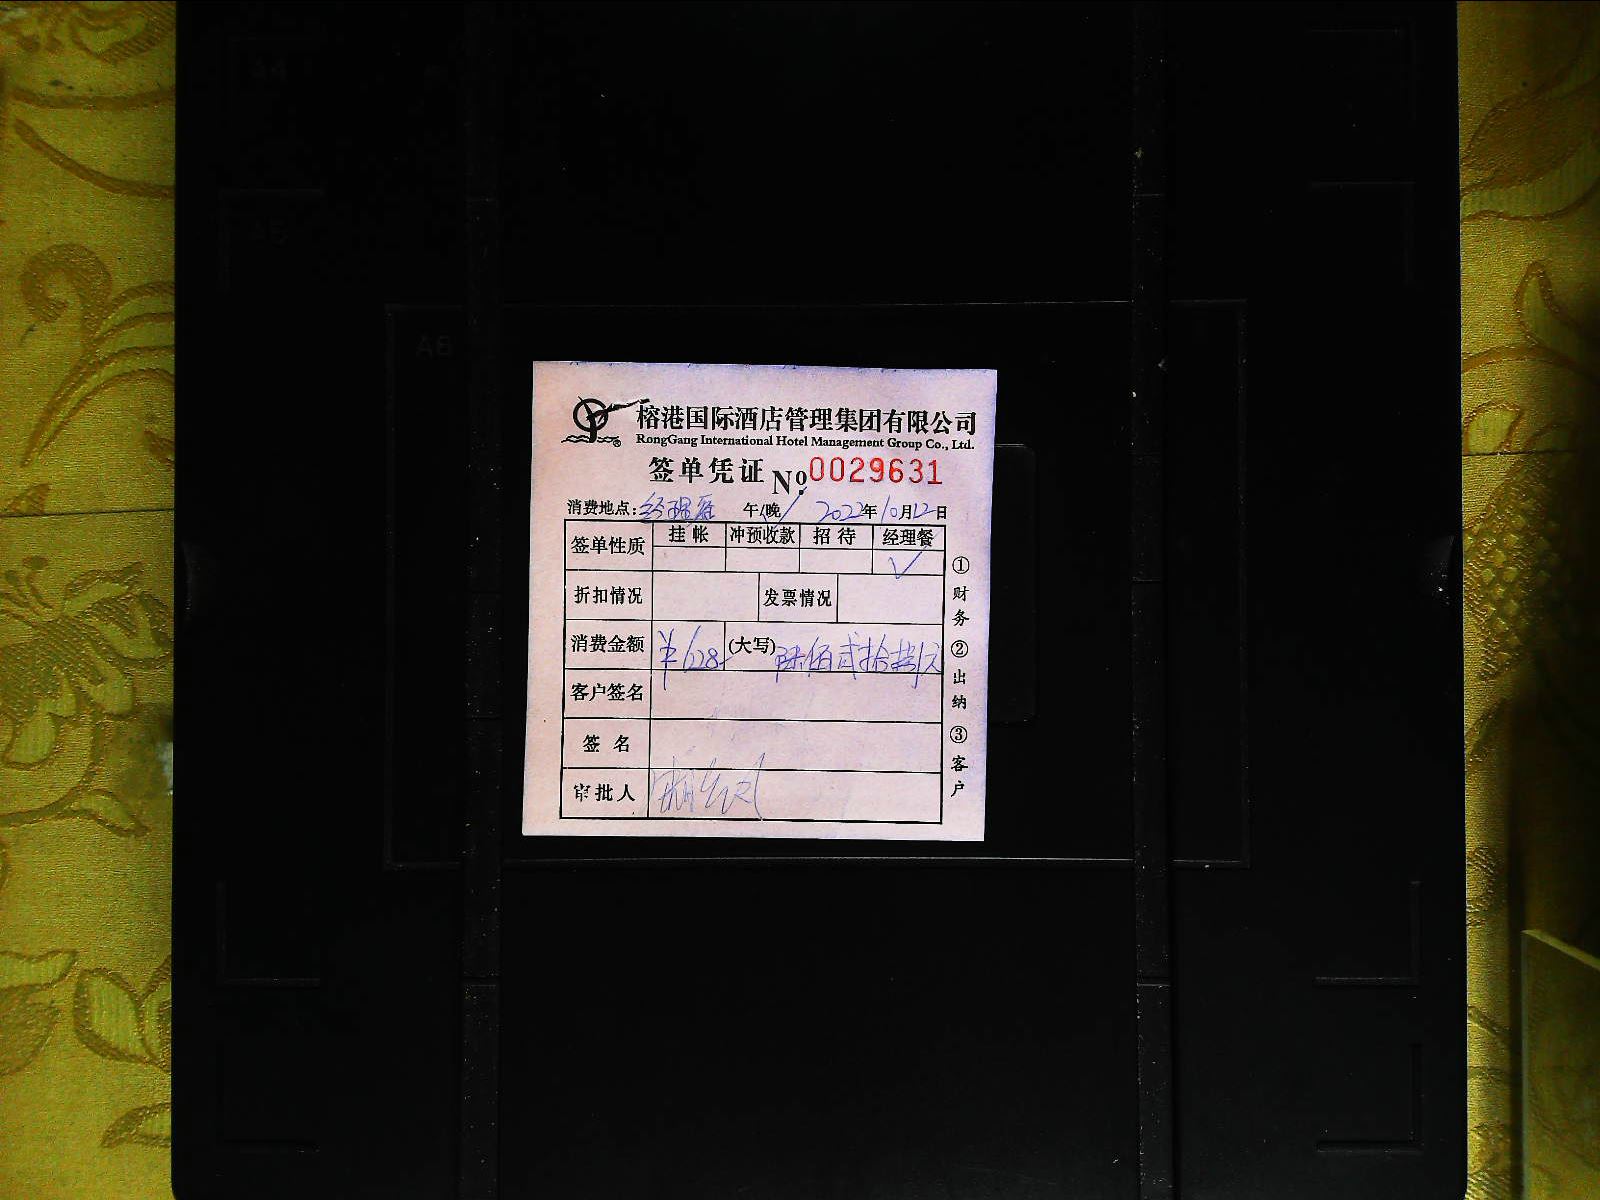 榕港国际酒店管理集团有限公司
RongGang International Hotel Management Group Co., Ltd.
签单凭证 Nº 0029631
消费地点: 经理 午/晚 2022年10月12日
签单性质 挂帐 冲预收款 招待 经理餐
✓
折扣情况 发票情况
消费金额 ¥628- (大写) 陆佰贰拾捌元
客户签名
签名
审批人
①财务 ②出纳 ③客户
A6